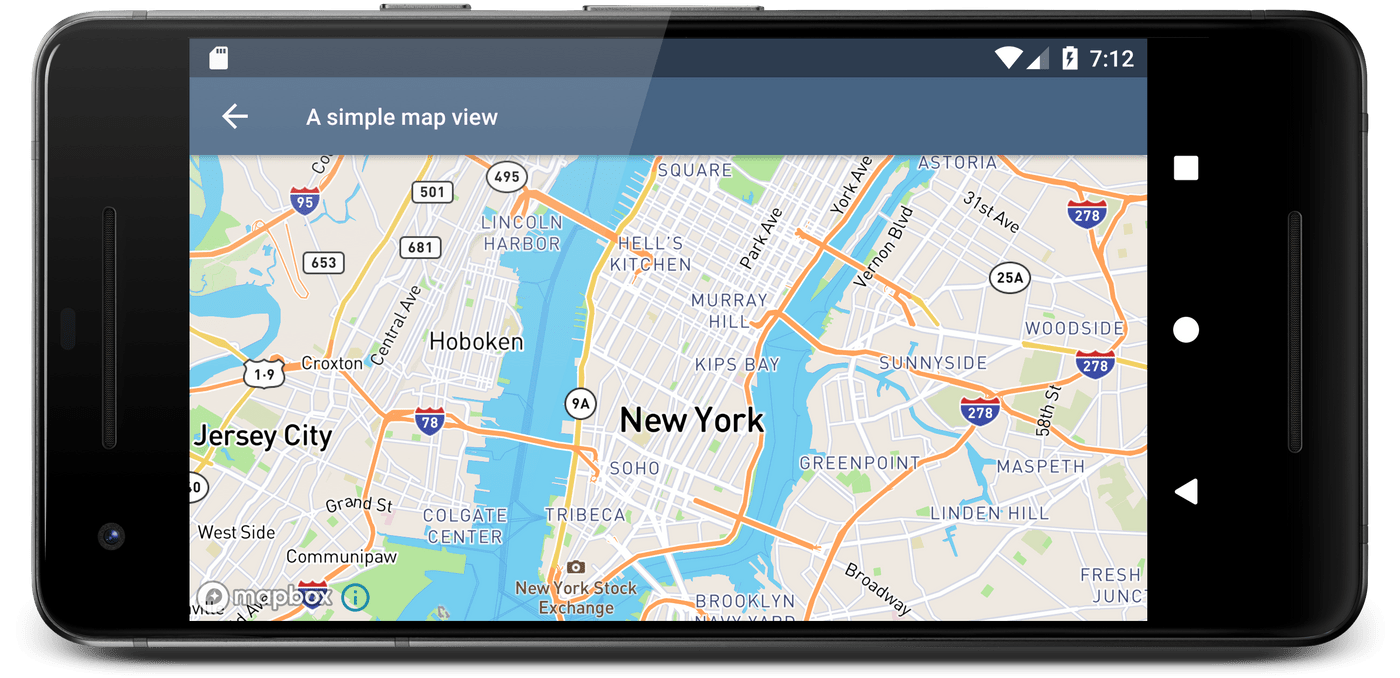 7:12
A simple map view
Co
495
SQUARE
ASTORIA
95
501
York Ave
31st Ave
278
LINCOLN
HARBOR
681
HELL'S
KITCHEN
Park Ave
Vernon Blvd
653
25A
Central Ave
MURRAY
HILL
WOODSIDE
Hoboken
Croxton
KIPS BAY
SUNNYSIDE
278
1-9
9A
278
58th St
New York
78
Jersey City
SOHO
GREENPOINT
MASPETH
Grand St
COLGATE
CENTER
TRIBECA
LINDEN HILL
West Side
Communipaw
New York Stock
Exchange
Broadway
FRESH
JUNCT
mapbox
i
BROOKLYN
NAVY YARD